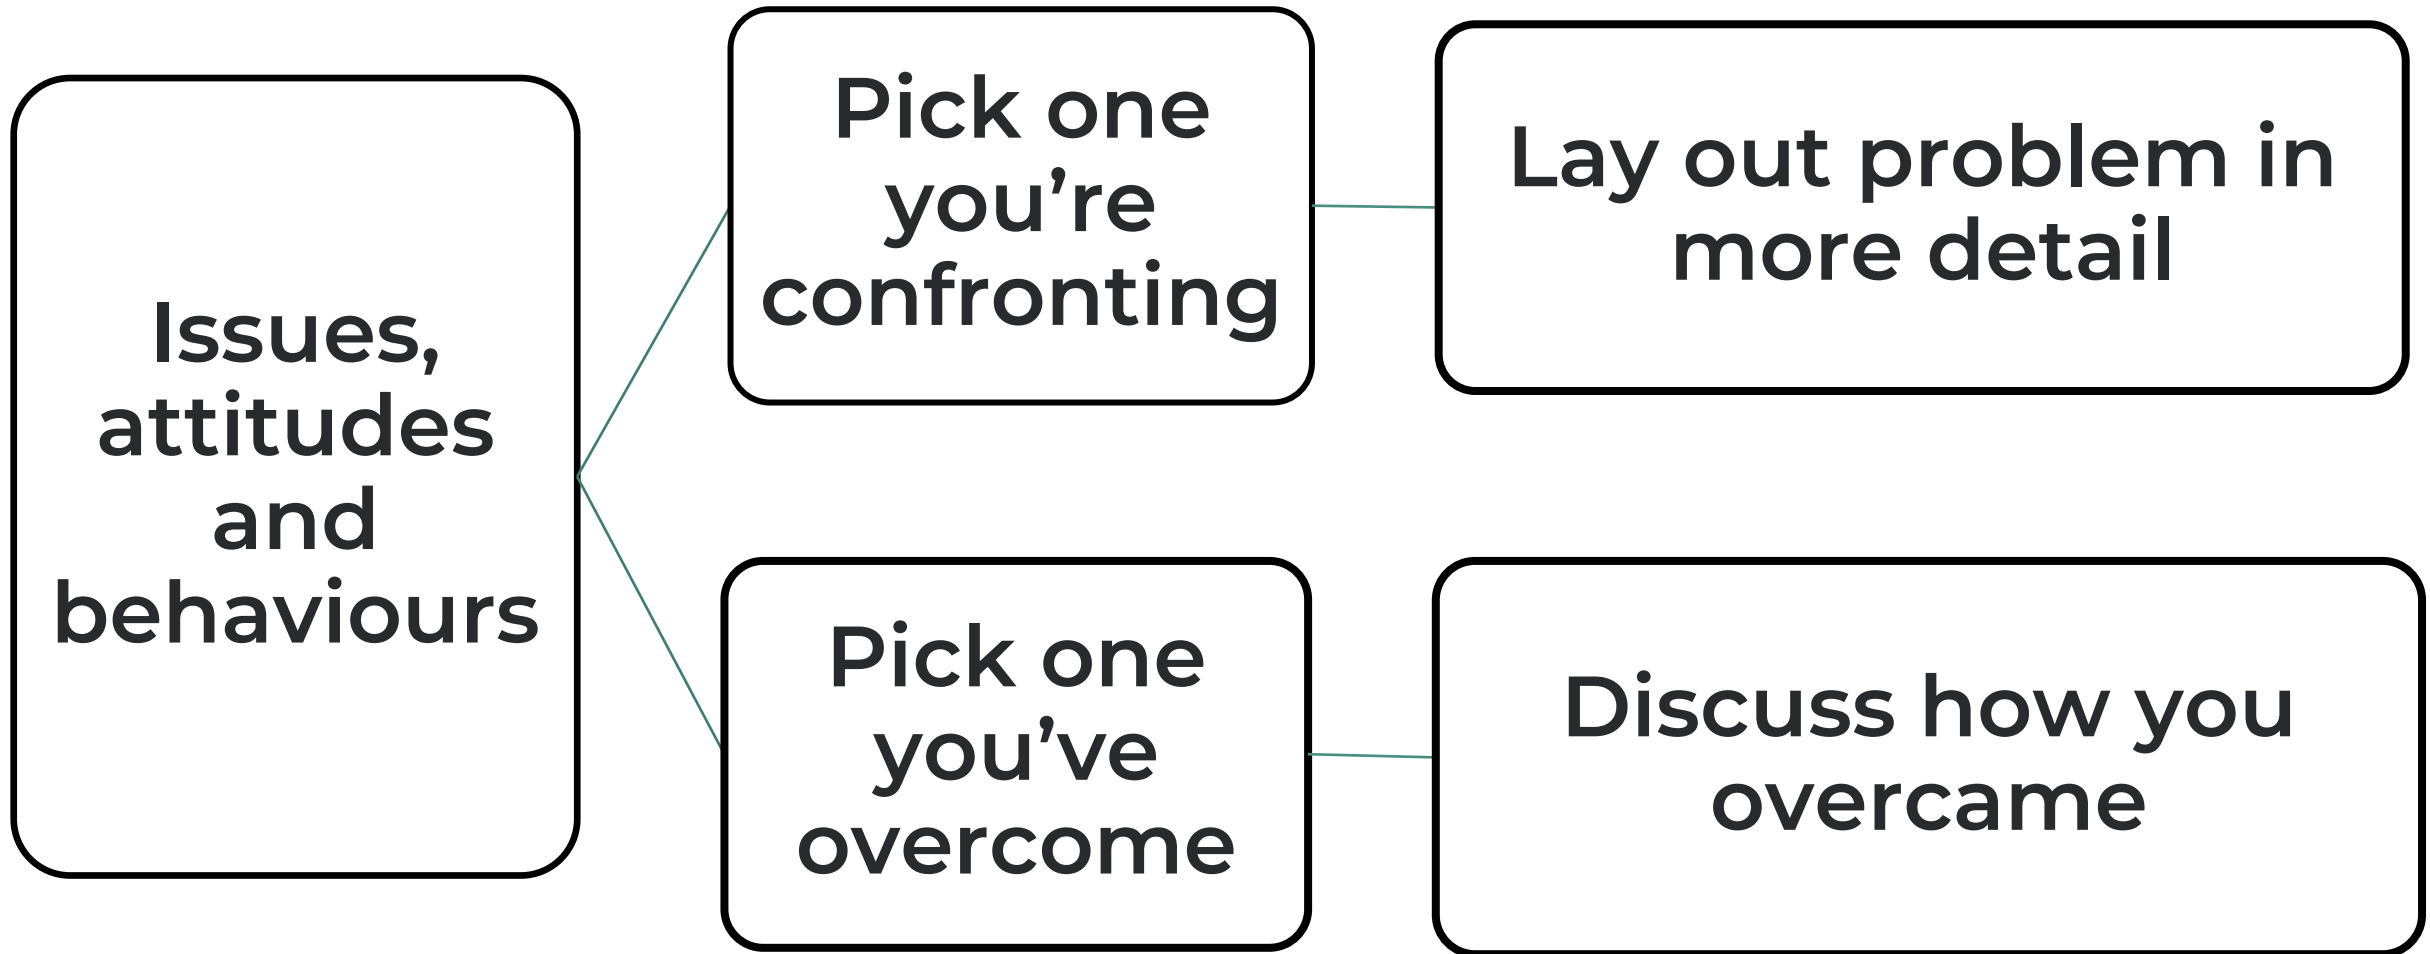 Issues,
attitudes
and
behaviours
Pick one
you’re
confronting
Lay out problem in
more detail
Pick one
you’ve
overcome
Discuss how you
overcame